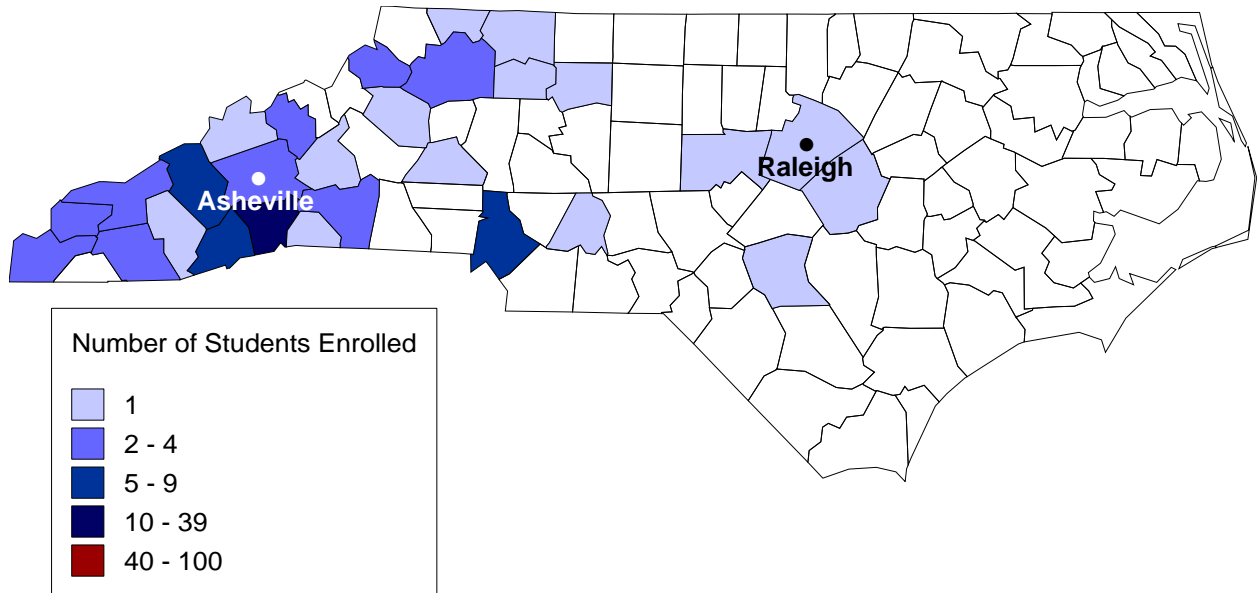 Raleigh
Asheville
Number of Students Enrolled
1
2 - 4
5 - 9
10 - 39
40 - 100